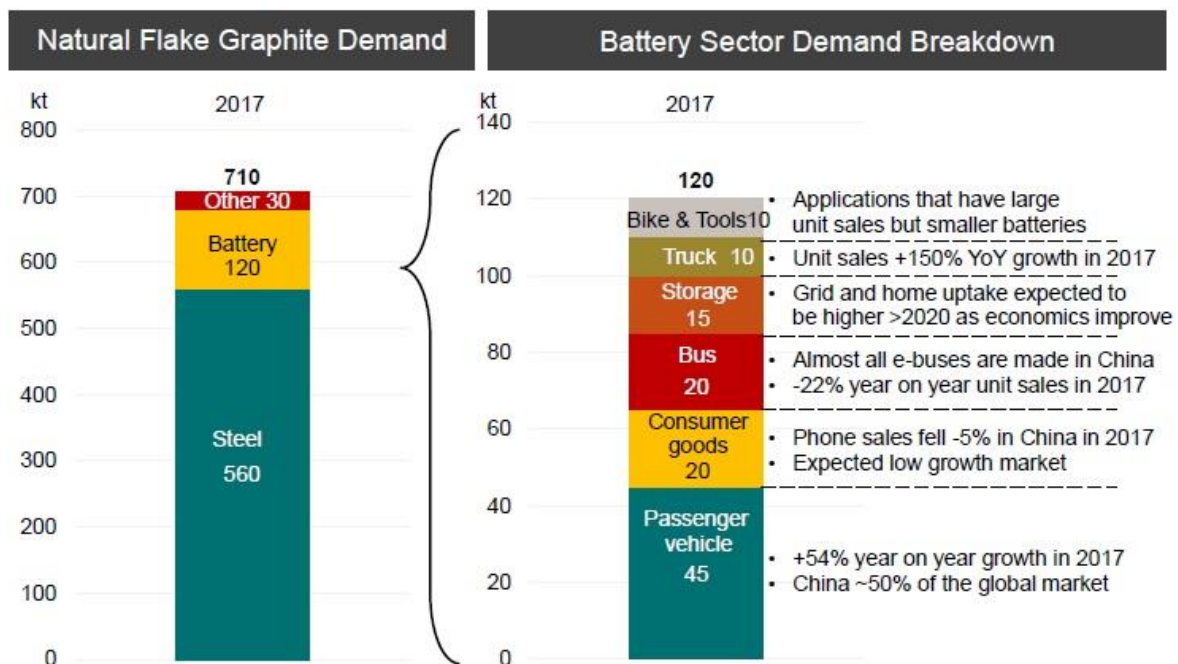 Natural Flake Graphite Demand
Battery Sector Demand Breakdown
kt
2017
800
700
600
500
400
300
200
100
0
710
Other 30
Battery
120
Steel
560
kt
2017
140
120
100
80
60
40
20
0
120
Bike & Tools10
Truck 10
Storage
15
Bus
20
Consumer
goods
20
Passenger
vehicle
45
• Applications that have large
unit sales but smaller batteries
• Unit sales +150% YoY growth in 2017
• Grid and home uptake expected to
be higher >2020 as economics improve
• Almost all e-buses are made in China
• -22% year on year unit sales in 2017
• Phone sales fell -5% in China in 2017
• Expected low growth market
• +54% year on year growth in 2017
• China ~50% of the global market